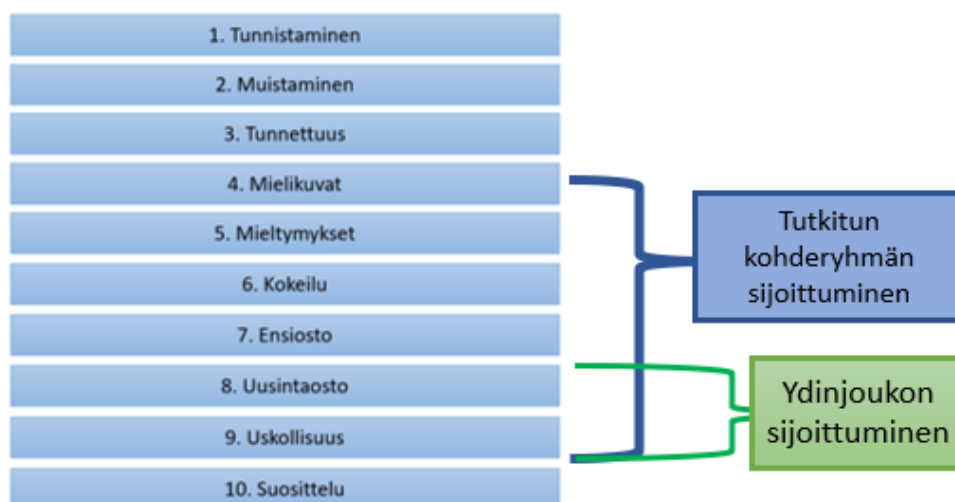 1. Tunnistaminen
2. Muistaminen
3. Tunnettuus
4. Mielikuvat
5. Mieltymykset
6. Kokeilu
7. Ensiosto
8. Uusintaosto
9. Uskollisuus
10. Suosittelu
Tutkitun
kohderyhmän
sijoittuminen
Ydinjoukon
sijoittuminen